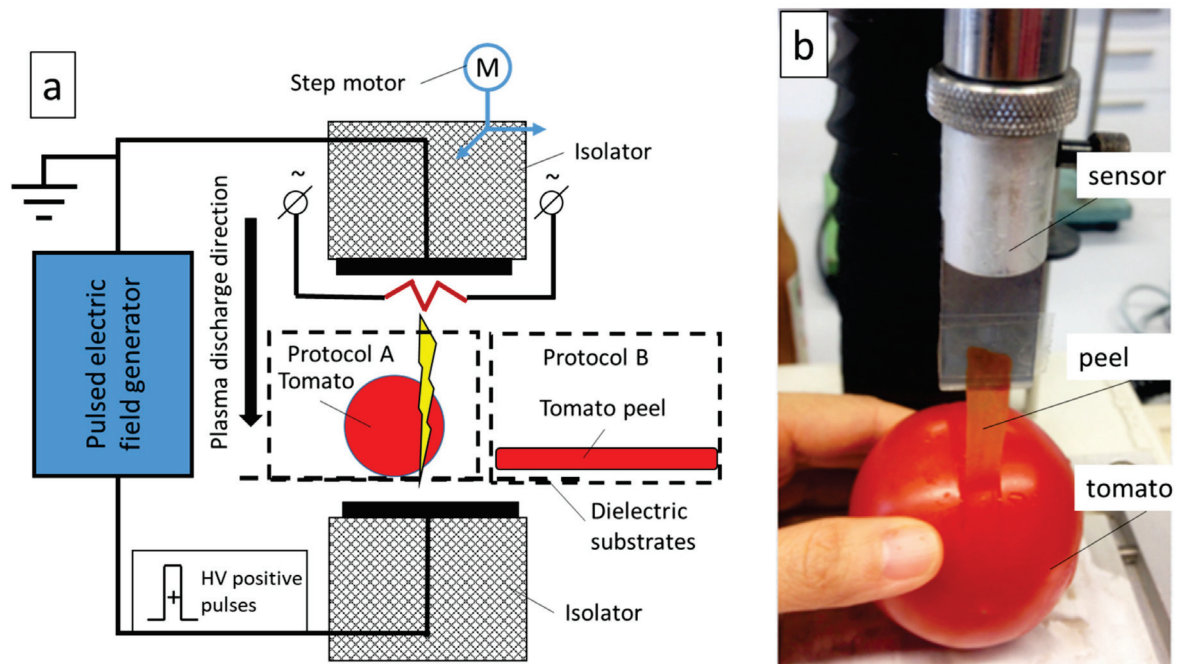 a
Step motor
M
Isolator
~
~
Pulsed electric
field generator
Plasma discharge direction
Protocol A
Tomato
Protocol B
Tomato peel
Dielectric
substrates
+
HV positive
pulses
Isolator
b
sensor
peel
tomato